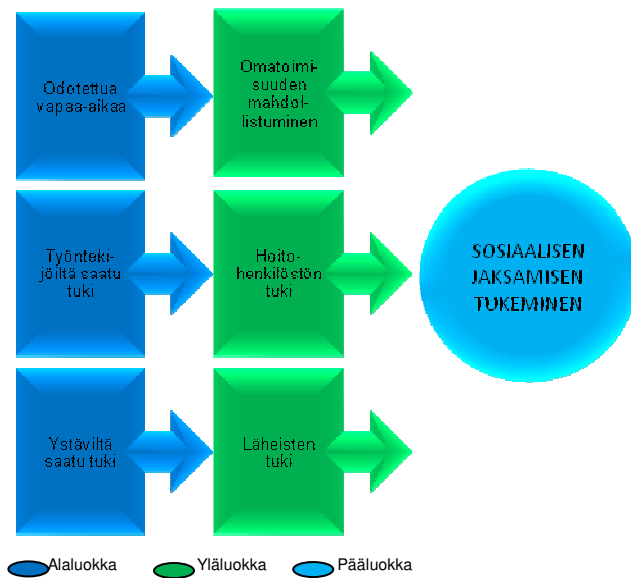 Odotettua
vapaa-aikaa
Omatoimi-
suuden
mahdol-
listuminen
Työnteki-
jöiltä saatu
tuki
Hoito-
henkilöstön
tuki
SOSIAALISEN
JAKSAMISEN
TUKEMINEN
Ystäviltä
saatu tuki
Läheisten
tuki
Alaluokka
Yläluokka
Pääluokka